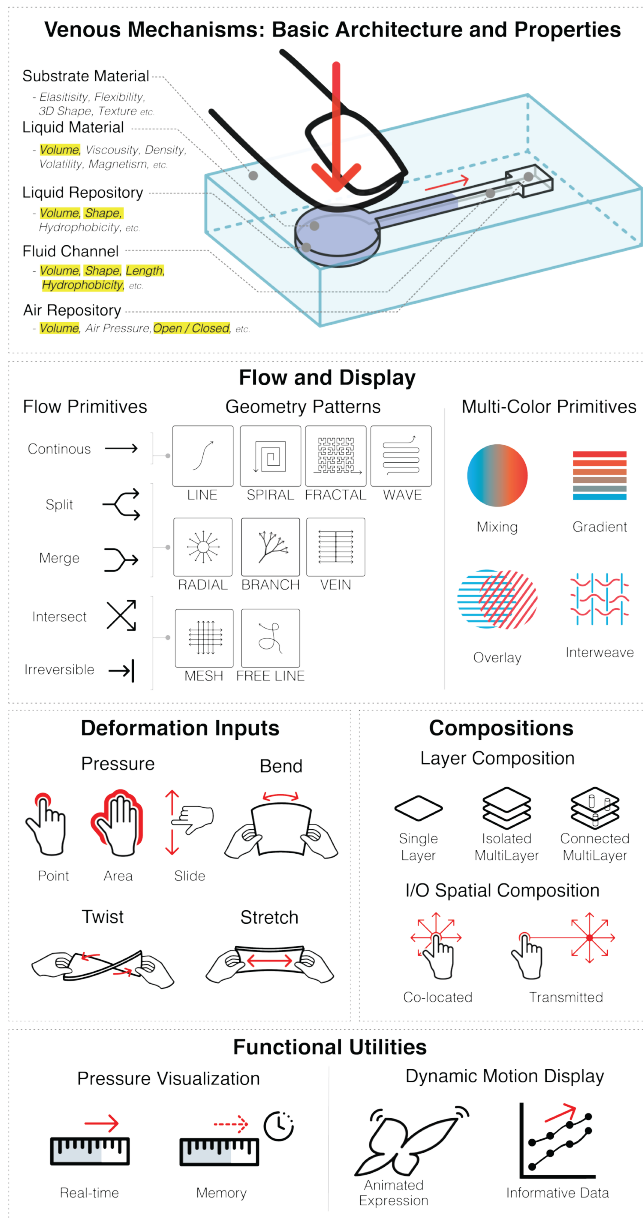 Venous Mechanisms: Basic Architecture and Properties
Substrate Material
- Elasitisity, Flexibility,
3D Shape, Texture etc.
Liquid Material
- Volume, Viscousity, Density,
Volatility, Magnetism, etc.
Liquid Repository
- Volume, Shape,
Hydrophobicity, etc.
Fluid Channel
- Volume, Shape, Length,
Hydrophobicity, etc.
Air Repository
- Volume, Air Pressure, Open / Closed, etc.
Flow and Display
Flow Primitives
Continous
Split
Merge
Intersect
Irreversible
Geometry Patterns
LINE
SPIRAL
FRACTAL
WAVE
RADIAL
BRANCH
VEIN
MESH
FREE LINE
Multi-Color Primitives
Mixing
Gradient
Overlay
Interweave
Deformation Inputs
Pressure
Point
Area
Slide
Bend
Twist
Stretch
Compositions
Layer Composition
Single
Layer
Isolated
MultiLayer
Connected
MultiLayer
I/O Spatial Composition
Co-located
Transmitted
Functional Utilities
Pressure Visualization
Real-time
Memory
Dynamic Motion Display
Animated
Expression
Informative Data